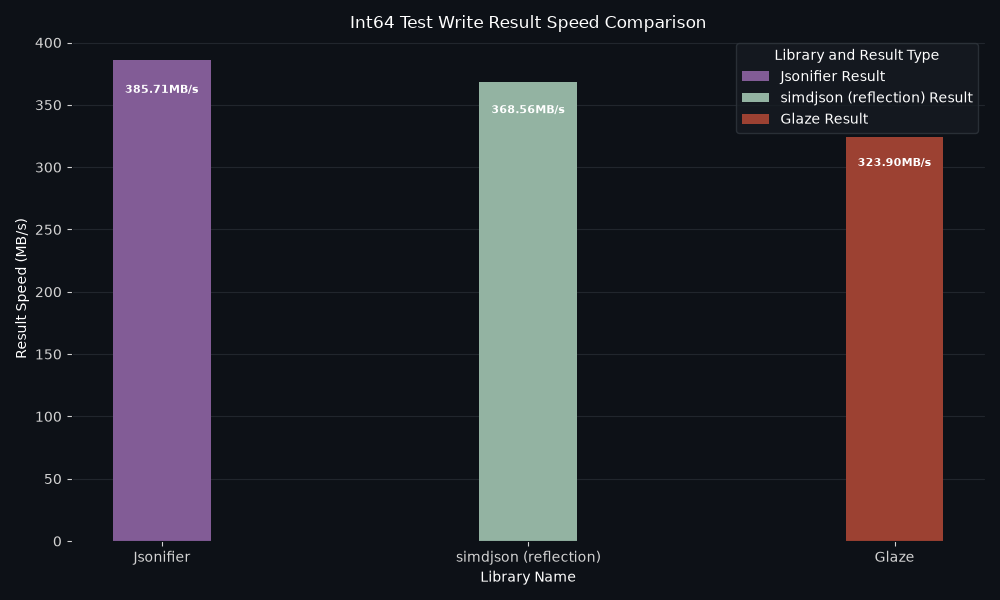 Int64 Test Write Result Speed Comparison
Library and Result Type
Jsonifier Result
simdjson (reflection) Result
Glaze Result
Result Speed (MB/s)
400
350
300
250
200
150
100
50
0
385.71MB/s
368.56MB/s
323.90MB/s
Jsonifier
simdjson (reflection)
Glaze
Library Name